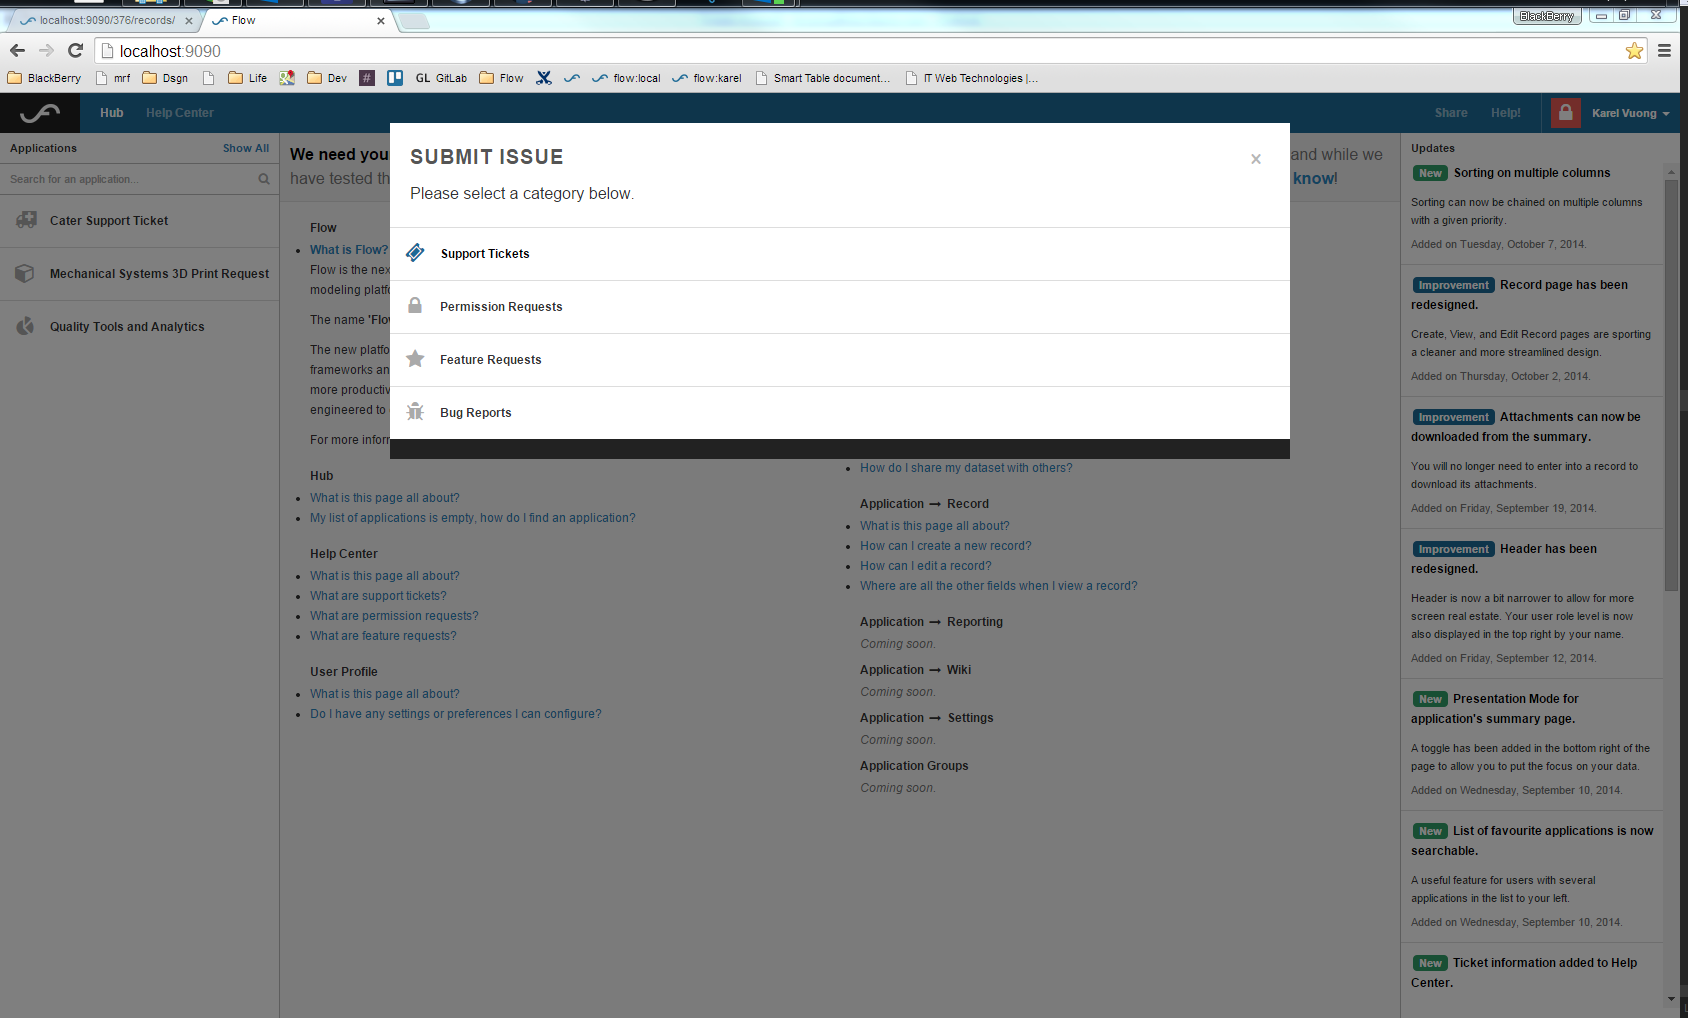 localhost:9090/376/records/
Flow
BlackBerry
localhost:9090
BlackBerry
mrf
Dsgn
Life
Dev
#
GL GitLab
Flow
flow:local
flow:karel
Smart Table document...
IT Web Technologies |...
Hub
Help Center
Share
Help!
Karel Vuong
Applications
Show All
Search for an application...
Cater Support Ticket
Mechanical Systems 3D Print Request
Quality Tools and Analytics
We need you
and while we
have tested th
know!
SUBMIT ISSUE
×
Please select a category below.
Support Tickets
Permission Requests
Feature Requests
Bug Reports
Flow
What is Flow?
Flow is the nex
modeling platfo
The name 'Flow
The new platfo
frameworks an
more productiv
engineered to
For more inforn
Hub
What is this page all about?
My list of applications is empty, how do I find an application?
Help Center
What is this page all about?
What are support tickets?
What are permission requests?
What are feature requests?
User Profile
What is this page all about?
Do I have any settings or preferences I can configure?
How do I share my dataset with others?
Application → Record
What is this page all about?
How can I create a new record?
How can I edit a record?
Where are all the other fields when I view a record?
Application → Reporting
Coming soon.
Application → Wiki
Coming soon.
Application → Settings
Coming soon.
Application Groups
Coming soon.
Updates
New Sorting on multiple columns
Sorting can now be chained on multiple columns
with a given priority.
Added on Tuesday, October 7, 2014.
Improvement Record page has been
redesigned.
Create, View, and Edit Record pages are sporting
a cleaner and more streamlined design.
Added on Thursday, October 2, 2014.
Improvement Attachments can now be
downloaded from the summary.
You will no longer need to enter into a record to
download its attachments.
Added on Friday, September 19, 2014.
Improvement Header has been
redesigned.
Header is now a bit narrower to allow for more
screen real estate. Your user role level is now
also displayed in the top right by your name.
Added on Friday, September 12, 2014.
New Presentation Mode for
application's summary page.
A toggle has been added in the bottom right of the
page to allow you to put the focus on your data.
Added on Wednesday, September 10, 2014.
New List of favourite applications is now
searchable.
A useful feature for users with several
applications in the list to your left.
Added on Wednesday, September 10, 2014.
New Ticket information added to Help
Center.